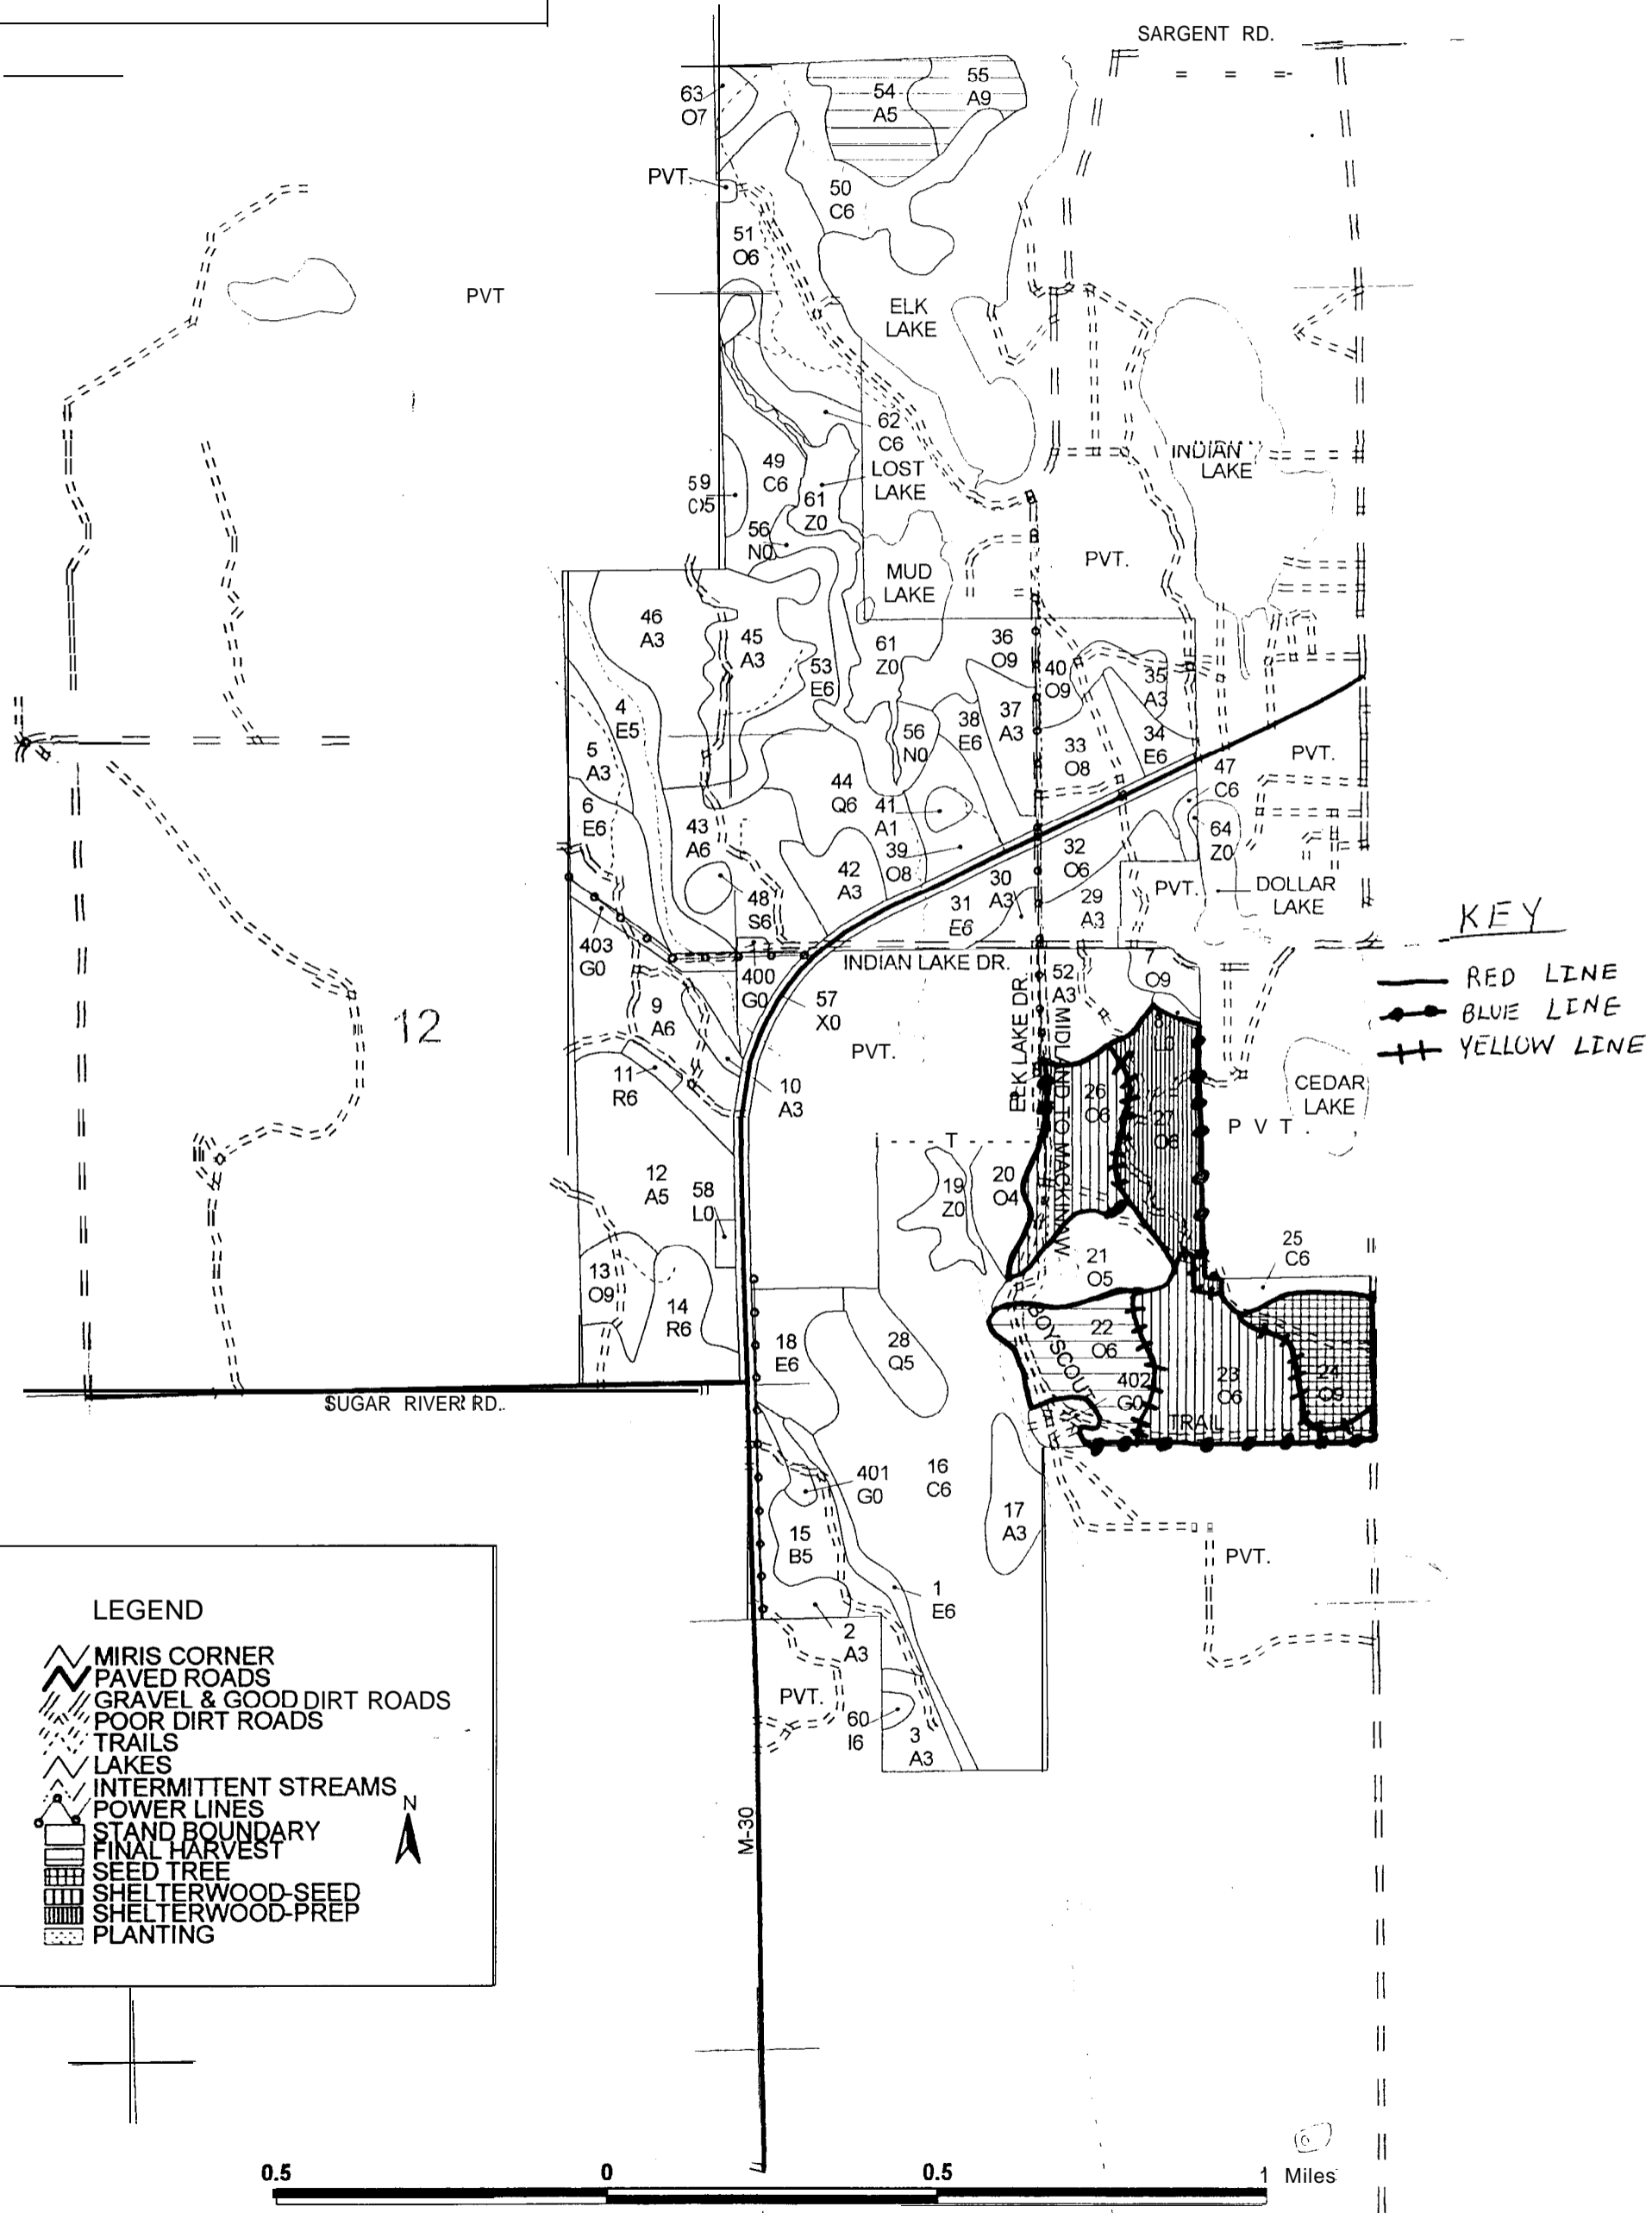 SARGENT RD.
63
O7
54
A5
55
A9
PVT.
50
C6
51
O6
PVT
ELK
LAKE
62
C6
INDIAN
LAKE
49
C6
LOST
LAKE
59
61
Z0
56
N0
PVT.
MUD
LAKE
46
A3
45
A3
61
Z0
36
O9
40
O9
35
A3
53
E6
4
E5
38
E6
37
A3
34
E6
56
N0
33
O8
PVT.
5
A3
47
C6
44
Q6
41
A1
6
E6
43
A6
64
Z0
39
O8
32
O6
42
A3
30
A3
PVT.
DOLLAR
LAKE
48
S6
31
E6
29
A3
KEY
403
G0
INDIAN LAKE DR.
400
G0
52
A3
7
O9
RED LINE
9
A6
57
X0
BLUE LINE
12
8
L0
YELLOW LINE
PVT.
ELK LAKE DR.
MIDLAND TO MACKINAW
11
R6
10
A3
26
O6
27
O6
CEDAR
LAKE
PVT.
T
12
A5
58
L0
19
Z0
20
O4
25
C6
21
O5
13
O9
14
R6
BOYSCOUT
18
E6
28
Q5
22
O6
402
G0
23
O6
24
O9
SUGAR RIVER RD.
TRAIL
401
G0
16
C6
17
A3
15
B5
PVT.
1
E6
2
A3
LEGEND
MIRIS CORNER
PAVED ROADS
GRAVEL & GOOD DIRT ROADS
POOR DIRT ROADS
TRAILS
LAKES
INTERMITTENT STREAMS
POWER LINES
STAND BOUNDARY
FINAL HARVEST
SEED TREE
SHELTERWOOD-SEED
SHELTERWOOD-PREP
PLANTING
N
PVT.
60
I6
3
A3
M-30
0.5 0 0.5 1 Miles